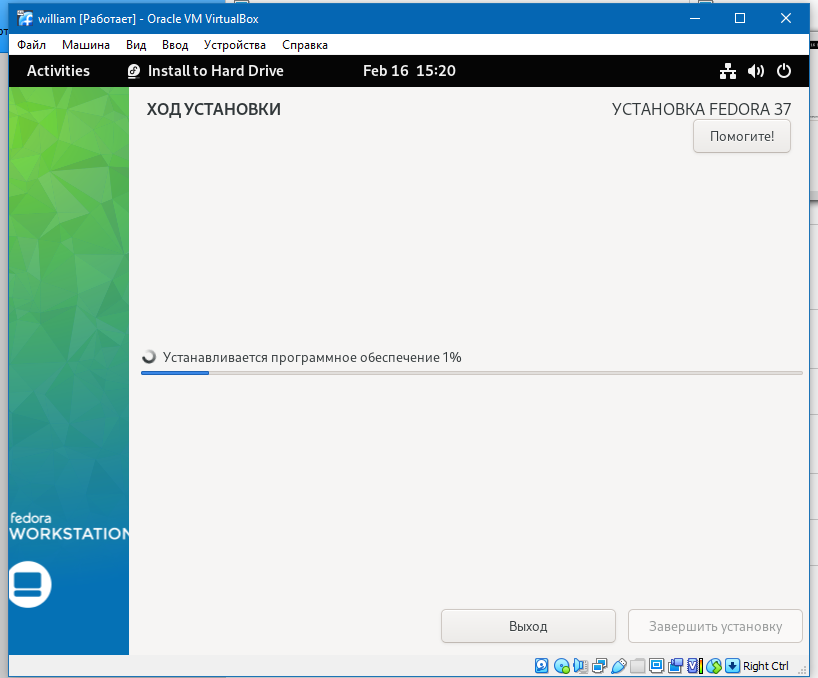 william [Работает] - Oracle VM VirtualBox
Файл Машина Вид Ввод Устройства Справка
Activities Install to Hard Drive Feb 16 15:20
ХОД УСТАНОВКИ
УСТАНОВКА FEDORA 37
Помогите!
Устанавливается программное обеспечение 1%
fedora
WORKSTATION
Выход
Завершить установку
Right Ctrl